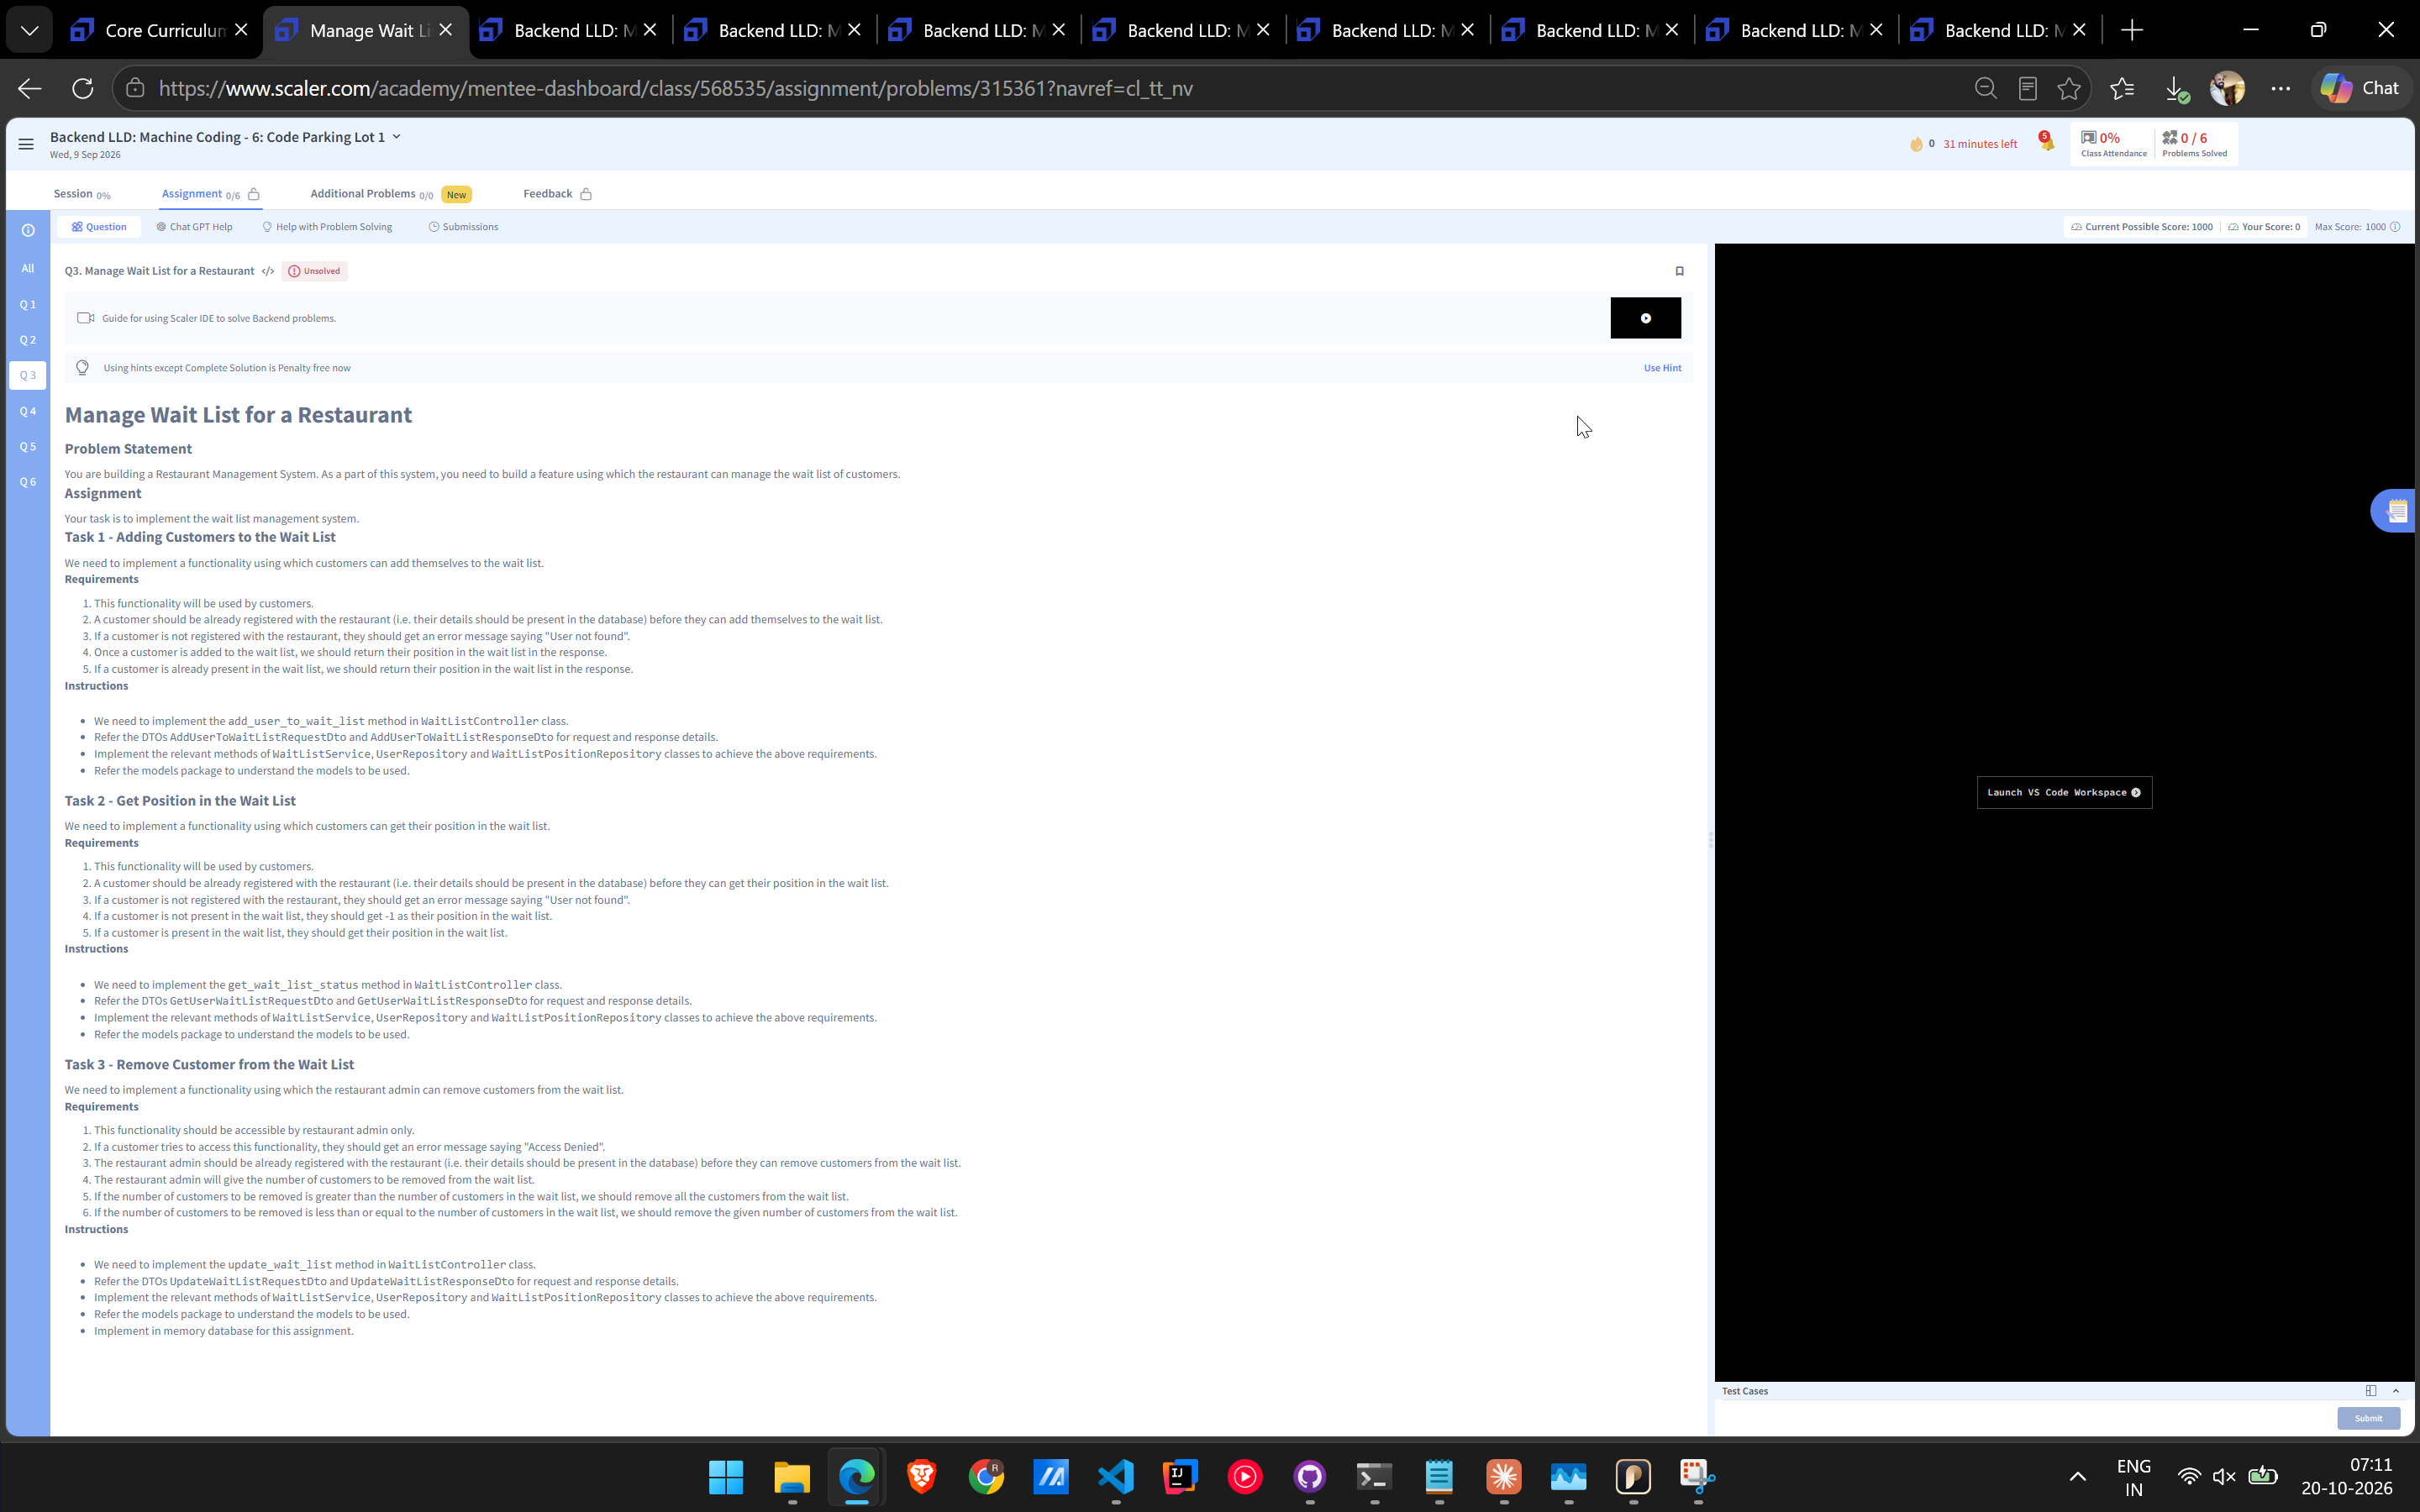 Core Curriculum
Manage Wait Li
Backend LLD: M
Backend LLD: M
Backend LLD: M
Backend LLD: M
Backend LLD: M
Backend LLD: M
Backend LLD: M
Backend LLD: M
https://www.scaler.com/academy/mentee-dashboard/class/568535/assignment/problems/315361?navref=cl_tt_nv
Chat
Backend LLD: Machine Coding - 6: Code Parking Lot 1
Wed, 9 Sep 2026
0 31 minutes left
5
0%
Class Attendance
0 / 6
Problems Solved
Session 0%
Assignment 0/6
Additional Problems 0/0 New
Feedback
Question
Chat GPT Help
Help with Problem Solving
Submissions
Current Possible Score: 1000
Your Score: 0
Max Score: 1000
All
Q 1
Q 2
Q 3
Q 4
Q 5
Q 6
Q3. Manage Wait List for a Restaurant </> Unsolved
Guide for using Scaler IDE to solve Backend problems.
Using hints except Complete Solution is Penalty free now
Use Hint
Manage Wait List for a Restaurant
Problem Statement
You are building a Restaurant Management System. As a part of this system, you need to build a feature using which the restaurant can manage the wait list of customers.
Assignment
Your task is to implement the wait list management system.
Task 1 - Adding Customers to the Wait List
We need to implement a functionality using which customers can add themselves to the wait list.
Requirements
1. This functionality will be used by customers.
2. A customer should be already registered with the restaurant (i.e. their details should be present in the database) before they can add themselves to the wait list.
3. If a customer is not registered with the restaurant, they should get an error message saying "User not found".
4. Once a customer is added to the wait list, we should return their position in the wait list in the response.
5. If a customer is already present in the wait list, we should return their position in the wait list in the response.
Instructions
• We need to implement the add_user_to_wait_list method in WaitListController class.
• Refer the DTOs AddUserToWaitListRequestDto and AddUserToWaitListResponseDto for request and response details.
• Implement the relevant methods of WaitListService, UserRepository and WaitListPositionRepository classes to achieve the above requirements.
• Refer the models package to understand the models to be used.
Task 2 - Get Position in the Wait List
We need to implement a functionality using which customers can get their position in the wait list.
Requirements
1. This functionality will be used by customers.
2. A customer should be already registered with the restaurant (i.e. their details should be present in the database) before they can get their position in the wait list.
3. If a customer is not registered with the restaurant, they should get an error message saying "User not found".
4. If a customer is not present in the wait list, they should get -1 as their position in the wait list.
5. If a customer is present in the wait list, they should get their position in the wait list.
Instructions
• We need to implement the get_wait_list_status method in WaitListController class.
• Refer the DTOs GetUserWaitListRequestDto and GetUserWaitListResponseDto for request and response details.
• Implement the relevant methods of WaitListService, UserRepository and WaitListPositionRepository classes to achieve the above requirements.
• Refer the models package to understand the models to be used.
Task 3 - Remove Customer from the Wait List
We need to implement a functionality using which the restaurant admin can remove customers from the wait list.
Requirements
1. This functionality should be accessible by restaurant admin only.
2. If a customer tries to access this functionality, they should get an error message saying "Access Denied".
3. The restaurant admin should be already registered with the restaurant (i.e. their details should be present in the database) before they can remove customers from the wait list.
4. The restaurant admin will give the number of customers to be removed from the wait list.
5. If the number of customers to be removed is greater than the number of customers in the wait list, we should remove all the customers from the wait list.
6. If the number of customers to be removed is less than or equal to the number of customers in the wait list, we should remove the given number of customers from the wait list.
Instructions
• We need to implement the update_wait_list method in WaitListController class.
• Refer the DTOs UpdateWaitListRequestDto and UpdateWaitListResponseDto for request and response details.
• Implement the relevant methods of WaitListService, UserRepository and WaitListPositionRepository classes to achieve the above requirements.
• Refer the models package to understand the models to be used.
• Implement in memory database for this assignment.
Launch VS Code Workspace
Test Cases
Submit
R
IJ
ENG
IN
07:11
20-10-2026